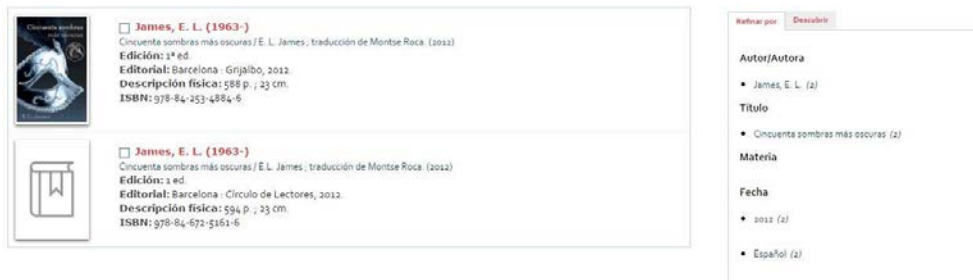 Cincuenta sombras
más oscuras
James, E. L. (1963-)
Cincuenta sombras más oscuras / E. L. James ; traducción de Montse Roca. (2012)
Edición: 1ª ed.
Editorial: Barcelona : Grijalbo, 2012.
Descripción física: 588 p. ; 23 cm.
ISBN: 978-84-253-4884-6
James, E. L. (1963-)
Cincuenta sombras más oscuras / E.L. James ; traducción de Montse Roca. (2012)
Edición: 1 ed.
Editorial: Barcelona : Círculo de Lectores, 2012.
Descripción física: 594 p. ; 23 cm.
ISBN: 978-84-672-5161-6
Refinar por Descubrir
Autor/Autora
James, E. L. (2)
Título
Cincuenta sombras más oscuras (2)
Materia
Fecha
2012 (2)
Español (2)